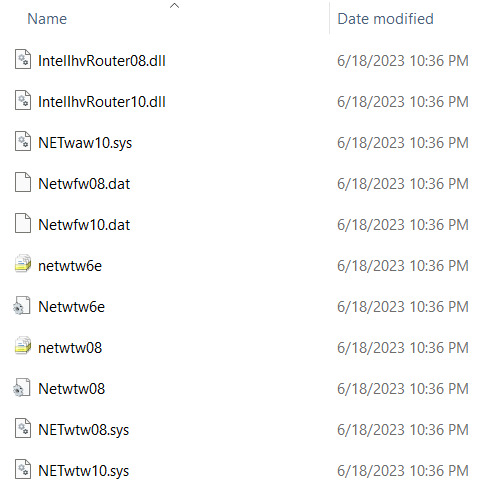 Name Date modified
IntelIhvRouter08.dll 6/18/2023 10:36 PM
IntelIhvRouter10.dll 6/18/2023 10:36 PM
NETwaw10.sys 6/18/2023 10:36 PM
Netwfw08.dat 6/18/2023 10:36 PM
Netwfw10.dat 6/18/2023 10:36 PM
netwtw6e 6/18/2023 10:36 PM
Netwtw6e 6/18/2023 10:36 PM
netwtw08 6/18/2023 10:36 PM
Netwtw08 6/18/2023 10:36 PM
NETwtw08.sys 6/18/2023 10:36 PM
NETwtw10.sys 6/18/2023 10:36 PM